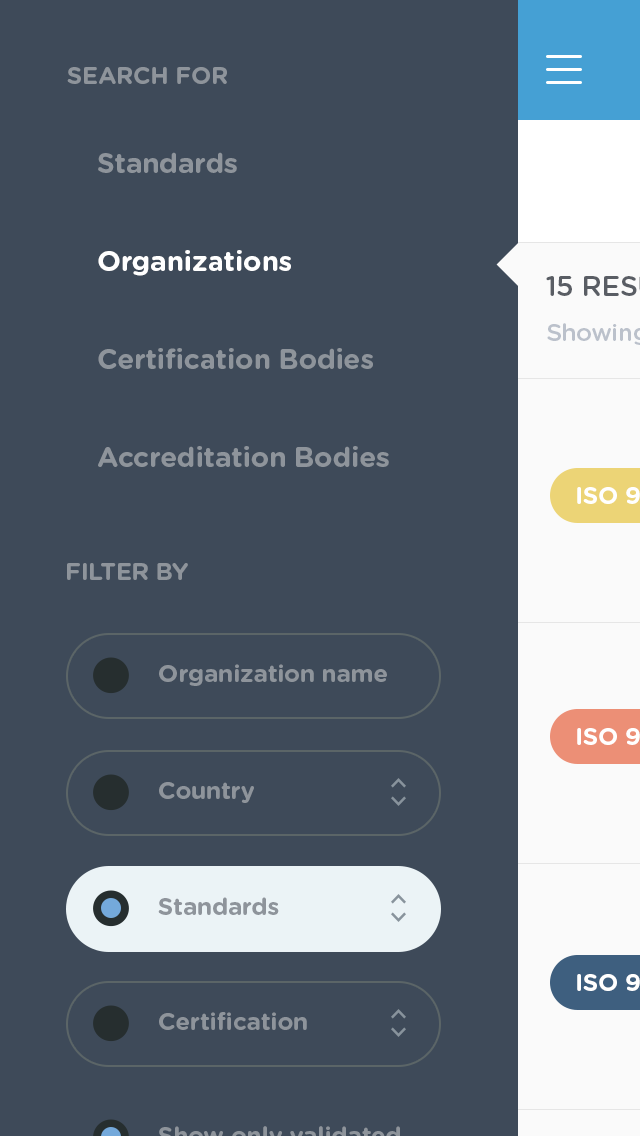 SEARCH FOR
Standards
Organizations
Certification Bodies
Accreditation Bodies
FILTER BY
Organization name
Country
Standards
Certification
Show only validated
15
Showing
ISO 9
ISO 9
ISO 9